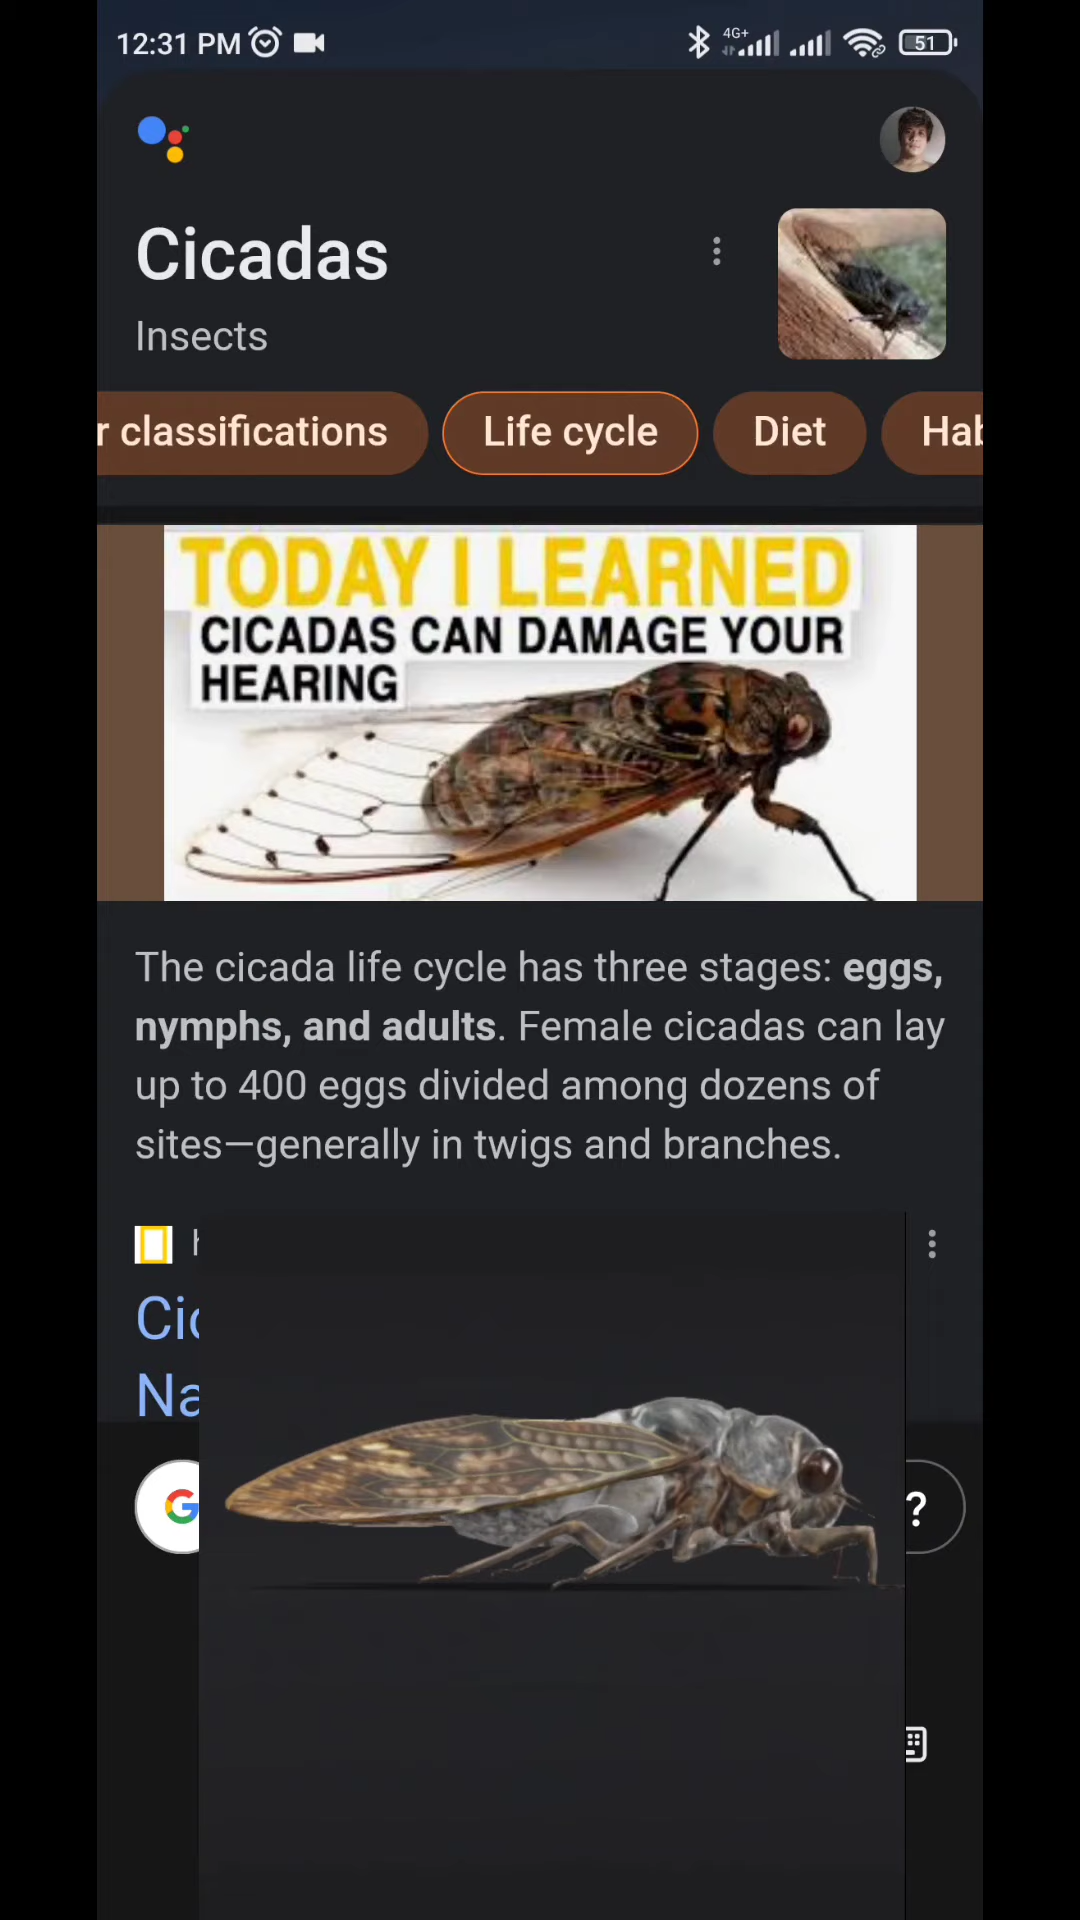 12:31 PM
4G+
51
Cicadas
Insects
r classifications
Life cycle
Diet
Hab
TODAY I LEARNED
CICADAS CAN DAMAGE YOUR
HEARING
The cicada life cycle has three stages: eggs,
nymphs, and adults. Female cicadas can lay
up to 400 eggs divided among dozens of
sites—generally in twigs and branches.
h
Cic
Na
G
?